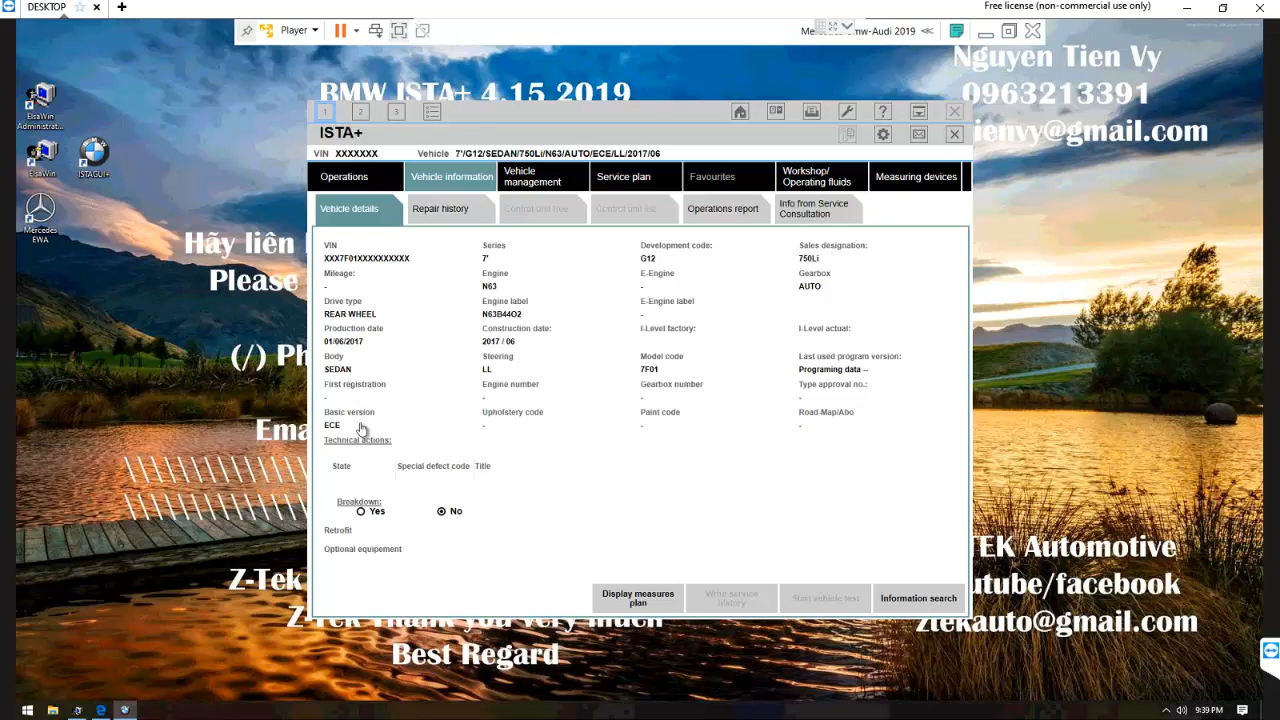 DESKTOP
Free license (non-commercial use only)
Player
Nguyen Tien Vy
BMW ISTA+ 4.15 2019
0963213391
ElsaWin
Administrat...
ElsaWin
ISTAGUI+
Mercedes
EWA
1 2 3
ISTA+
VIN XXXXXXX Vehicle 7'/G12/SEDAN/750Li/N63/AUTO/ECE/LL/2017/06
Operations Vehicle information Vehicle management Service plan Favourites Workshop/ Operating fluids Measuring devices
Vehicle details Repair history Control unit tree Control unit list Operations report Info from Service Consultation
VIN Series Development code: Sales designation:
XXX7F01XXXXXXXXXX 7' G12 750Li
Mileage: Engine E-Engine Gearbox
- N63 - AUTO
Drive type Engine label E-Engine label
REAR WHEEL N63B44O2 -
Production date Construction date: I-Level factory: I-Level actual:
01/06/2017 2017 / 06
Body Steering Model code Last used program version:
SEDAN LL 7F01 Programing data --
First registration Engine number Gearbox number Type approval no.:
- - - -
Basic version Upholstery code Paint code Road-Map/Abo
ECE - - -
Technical actions:
State Special defect code Title
Breakdown:
Yes No
Retrofit
Optional equipement
Display measures plan Write service history Start vehicle test Information search
Hãy liên
Please
(/) Ph
Ema
Z-Tek
Z-Tek Thank you very much
Best Regard
TEK Automotive
utube/facebook
ztekauto@gmail.com
9:39 PM